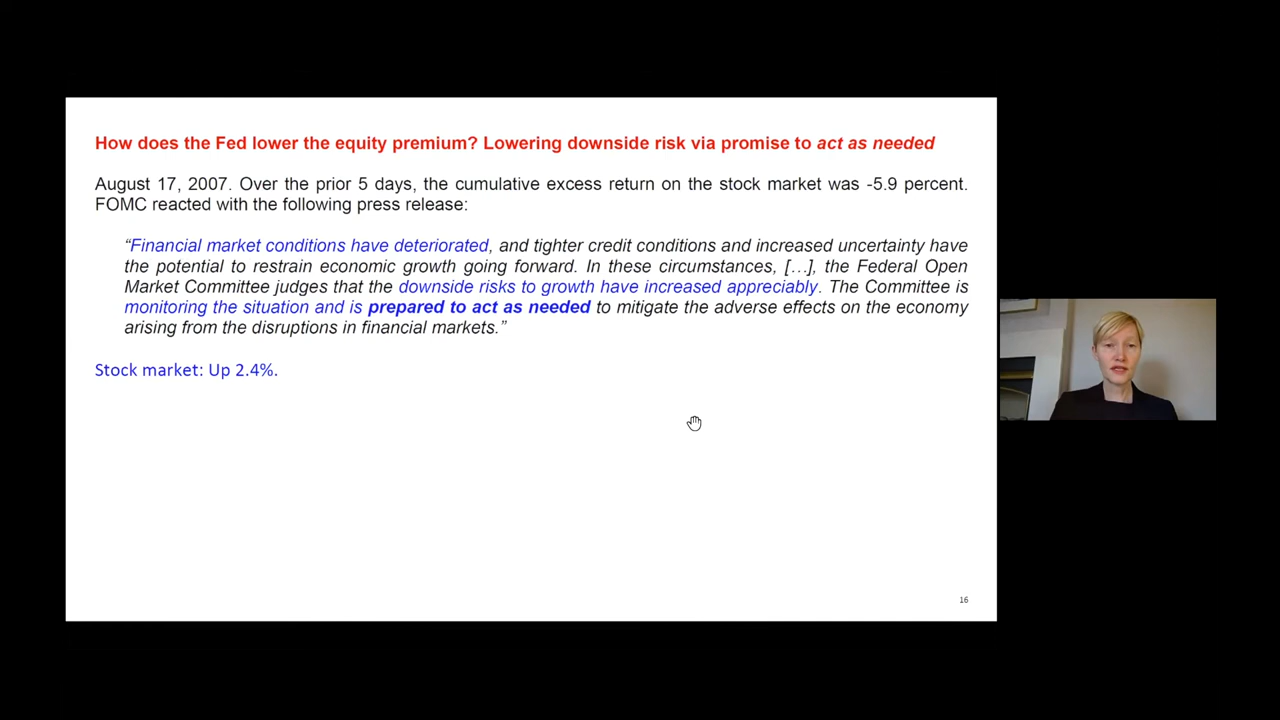 How does the Fed lower the equity premium? Lowering downside risk via promise to act as needed
August 17, 2007. Over the prior 5 days, the cumulative excess return on the stock market was -5.9 percent.
FOMC reacted with the following press release:
“Financial market conditions have deteriorated, and tighter credit conditions and increased uncertainty have
the potential to restrain economic growth going forward. In these circumstances, […], the Federal Open
Market Committee judges that the downside risks to growth have increased appreciably. The Committee is
monitoring the situation and is prepared to act as needed to mitigate the adverse effects on the economy
arising from the disruptions in financial markets.”
Stock market: Up 2.4%.
16